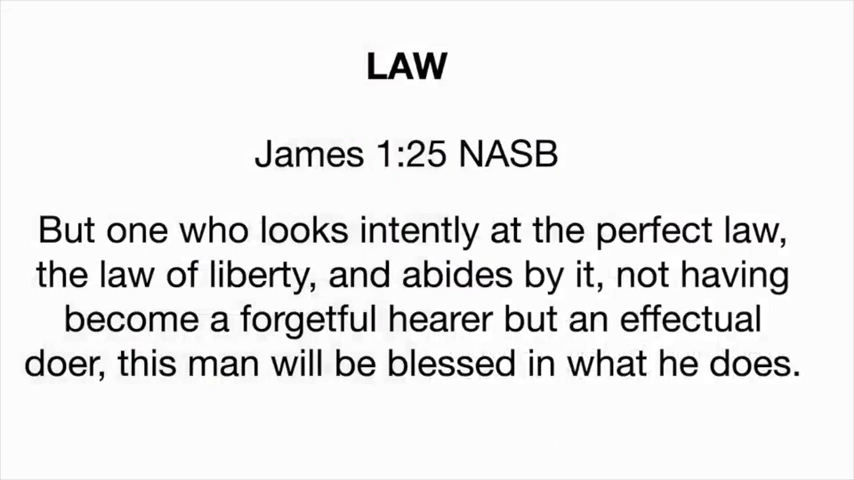 LAW
James 1:25 NASB
But one who looks intently at the perfect law,
the law of liberty, and abides by it, not having
become a forgetful hearer but an effectual
doer, this man will be blessed in what he does.